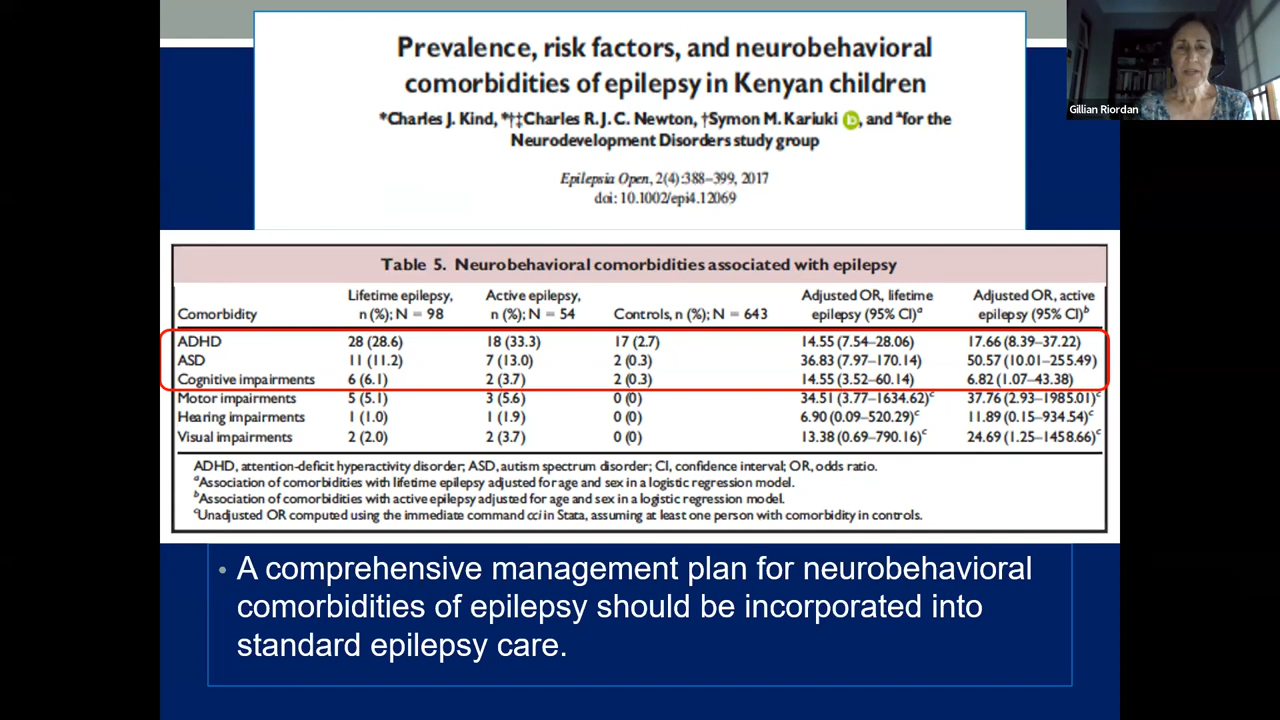 Prevalence, risk factors, and neurobehavioral
comorbidities of epilepsy in Kenyan children
*Charles J. Kind, *†‡Charles R. J. C. Newton, †Symon M. Kariuki iD, and ªfor the
Neurodevelopment Disorders study group
Epilepsia Open, 2(4):388–399, 2017
doi: 10.1002/epi4.12069
Gillian Riordan
Table 5. Neurobehavioral comorbidities associated with epilepsy
Comorbidity Lifetime epilepsy, n (%); N = 98 Active epilepsy, n (%); N = 54 Controls, n (%); N = 643 Adjusted OR, lifetime epilepsy (95% CI)ᵃ Adjusted OR, active epilepsy (95% CI)ᵇ
ADHD 28 (28.6) 18 (33.3) 17 (2.7) 14.55 (7.54–28.06) 17.66 (8.39–37.22)
ASD 11 (11.2) 7 (13.0) 2 (0.3) 36.83 (7.97–170.14) 50.57 (10.01–255.49)
Cognitive impairments 6 (6.1) 2 (3.7) 2 (0.3) 14.55 (3.52–60.14) 6.82 (1.07–43.38)
Motor impairments 5 (5.1) 3 (5.6) 0 (0) 34.51 (3.77–1634.62)ᶜ 37.76 (2.93–1985.01)ᶜ
Hearing impairments 1 (1.0) 1 (1.9) 0 (0) 6.90 (0.09–520.29)ᶜ 11.89 (0.15–934.54)ᶜ
Visual impairments 2 (2.0) 2 (3.7) 0 (0) 13.38 (0.69–790.16)ᶜ 24.69 (1.25–1458.66)ᶜ
ADHD, attention-deficit hyperactivity disorder; ASD, autism spectrum disorder; CI, confidence interval; OR, odds ratio.
ᵃAssociation of comorbidities with lifetime epilepsy adjusted for age and sex in a logistic regression model.
ᵇAssociation of comorbidities with active epilepsy adjusted for age and sex in a logistic regression model.
ᶜUnadjusted OR computed using the immediate command cci in Stata, assuming at least one person with comorbidity in controls.
• A comprehensive management plan for neurobehavioral
comorbidities of epilepsy should be incorporated into
standard epilepsy care.